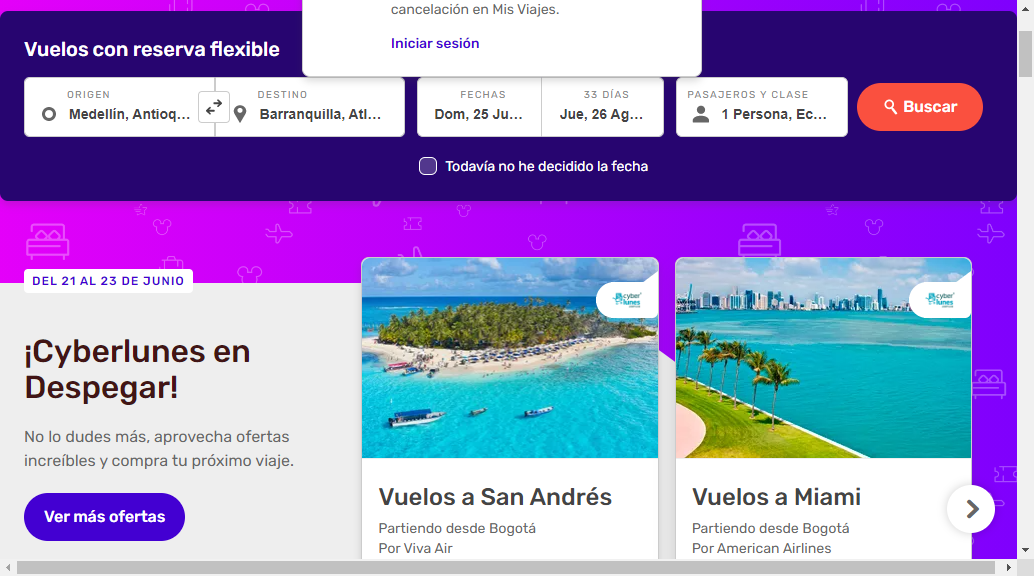 cancelación en Mis Viajes.
Iniciar sesión
Vuelos con reserva flexible
ORIGEN
Medellín, Antioq...
DESTINO
Barranquilla, Atl...
FECHAS
Dom, 25 Ju...
33 DÍAS
Jue, 26 Ag...
PASAJEROS Y CLASE
1 Persona, Ec...
Buscar
Todavía no he decidido la fecha
DEL 21 AL 23 DE JUNIO
¡Cyberlunes en
Despegar!
No lo dudes más, aprovecha ofertas
increíbles y compra tu próximo viaje.
Ver más ofertas
cyber
lunes
Vuelos a San Andrés
Partiendo desde Bogotá
Por Viva Air
cyber
lunes
Vuelos a Miami
Partiendo desde Bogotá
Por American Airlines